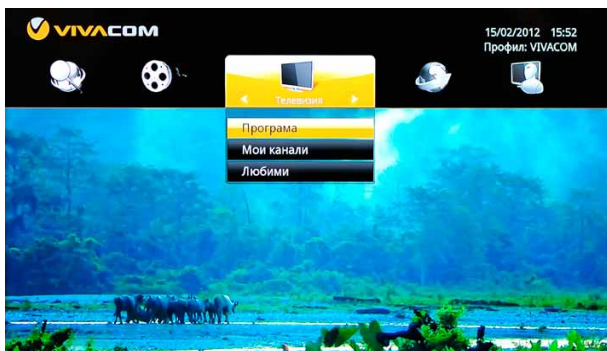 VIVACOM
15/02/2012 15:52
Профил: VIVACOM
Телевизия
Програма
Мои канали
Любими